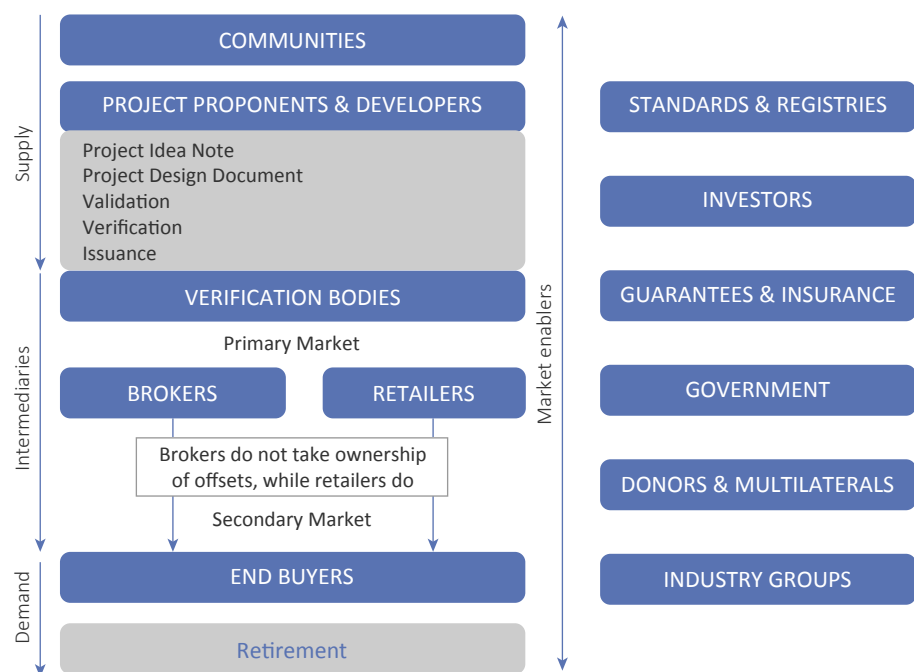 COMMUNITIES
PROJECT PROPONENTS & DEVELOPERS
Project Idea Note
Project Design Document
Validation
Verification
Issuance
Supply
VERIFICATION BODIES
Primary Market
BROKERS
RETAILERS
Brokers do not take ownership
of offsets, while retailers do
Secondary Market
Intermediaries
END BUYERS
Retirement
Demand
Market enablers
STANDARDS & REGISTRIES
INVESTORS
GUARANTEES & INSURANCE
GOVERNMENT
DONORS & MULTILATERALS
INDUSTRY GROUPS